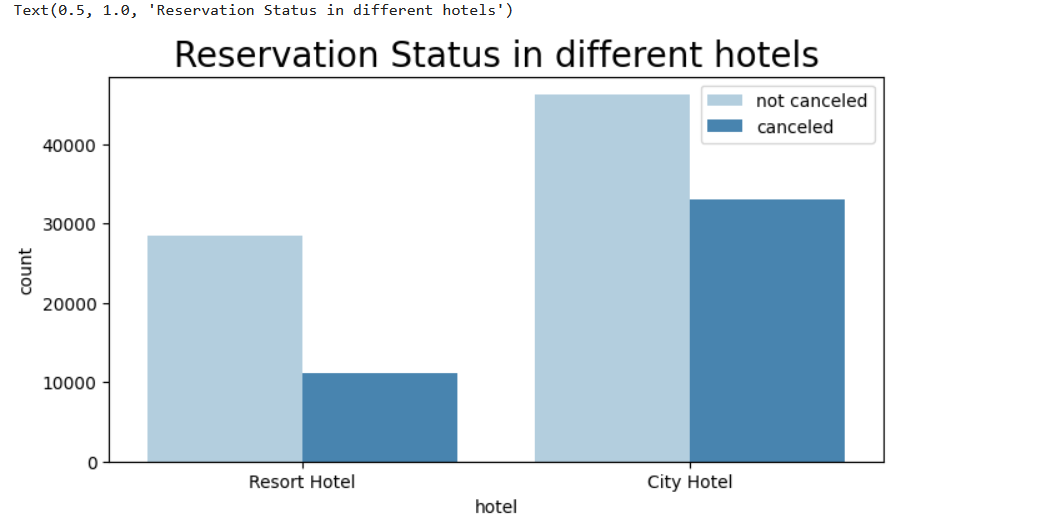 Text(0.5, 1.0, 'Reservation Status in different hotels')
Reservation Status in different hotels
not canceled
canceled
40000
30000
20000
10000
0
count
Resort Hotel
City Hotel
hotel